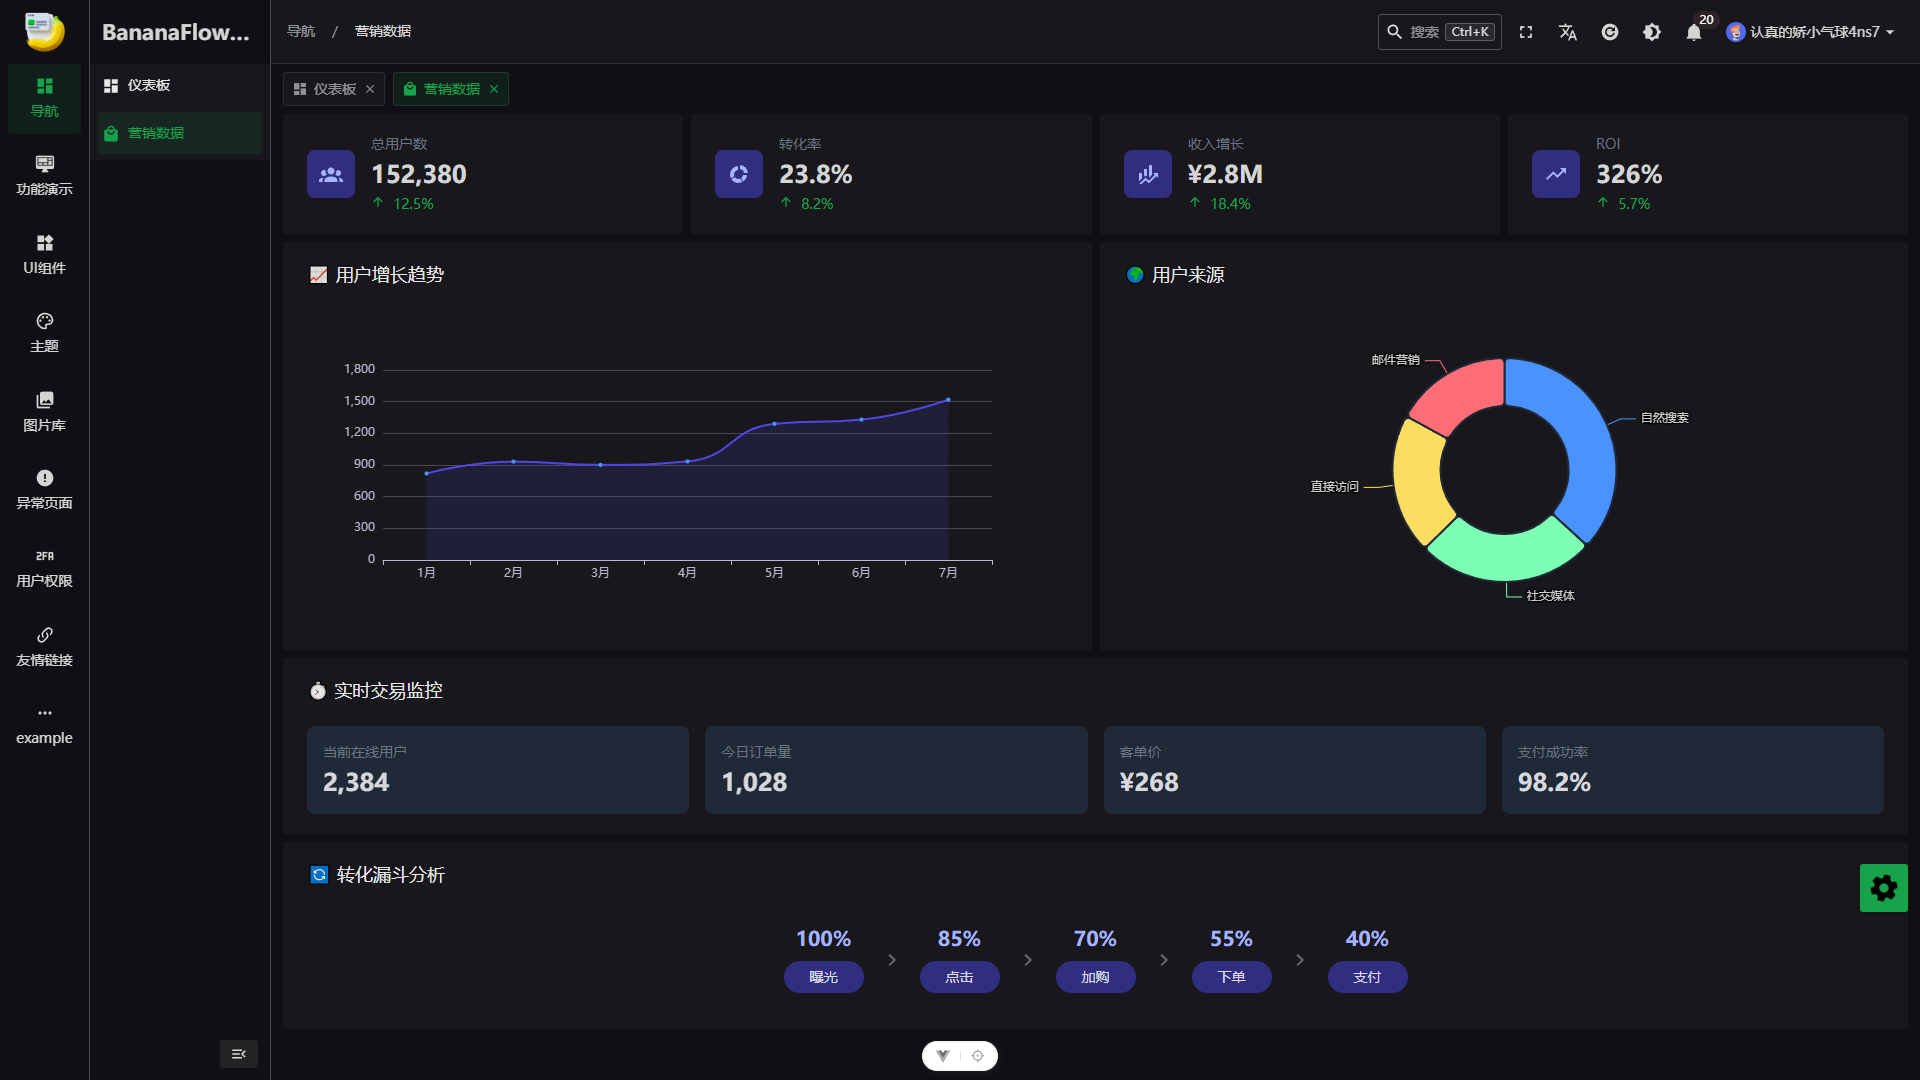 BananaFlow...
导航 / 营销数据
搜索 Ctrl+K
20
认真的娇小气球4ns7
导航
功能演示
UI组件
主题
图片库
异常页面
2FA
用户权限
友情链接
example
仪表板
营销数据
仪表板
营销数据
总用户数
152,380
12.5%
转化率
23.8%
8.2%
收入增长
¥2.8M
18.4%
ROI
326%
5.7%
用户增长趋势
1,800
1,500
1,200
900
600
300
0
1月 2月 3月 4月 5月 6月 7月
用户来源
邮件营销
自然搜索
直接访问
社交媒体
实时交易监控
当前在线用户
2,384
今日订单量
1,028
客单价
¥268
支付成功率
98.2%
转化漏斗分析
100% 85% 70% 55% 40%
曝光 点击 加购 下单 支付